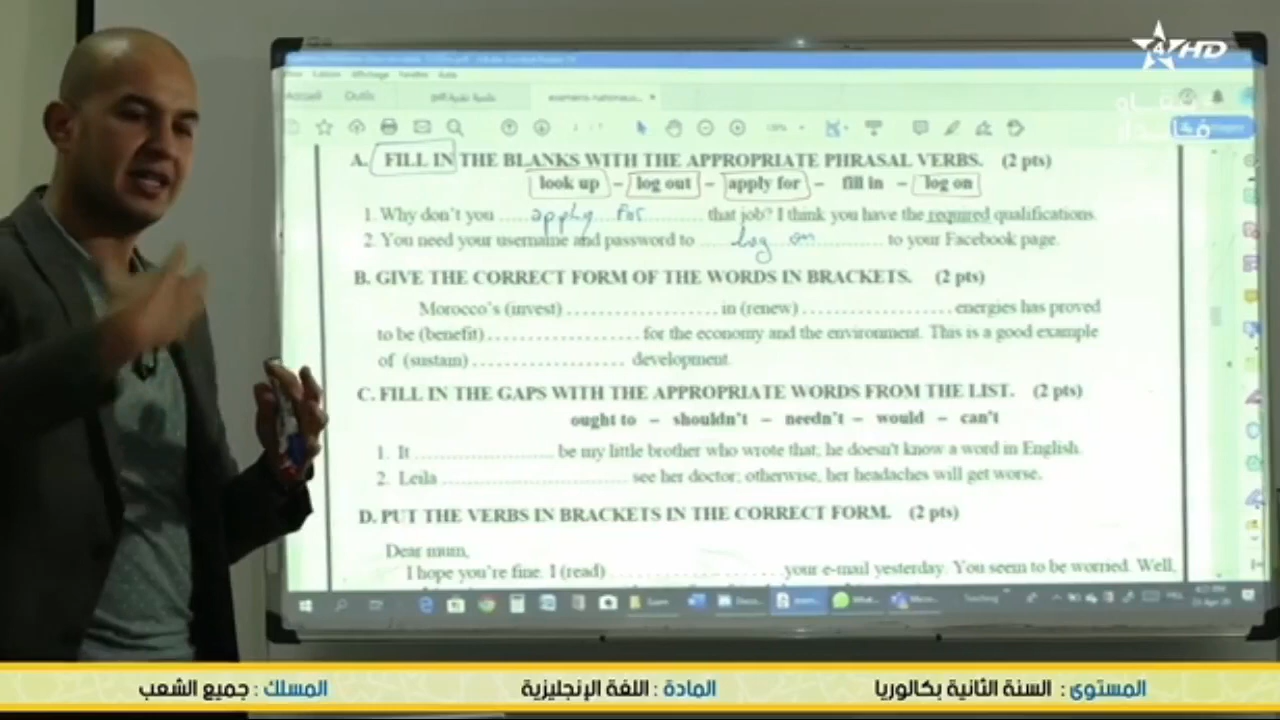 4 HD
Accueil Outils examens-nationaux...
A. FILL IN THE BLANKS WITH THE APPROPRIATE PHRASAL VERBS. (2 pts)
look up – log out – apply for – fill in – log on
1. Why don't you ... apply for ... that job? I think you have the required qualifications.
2. You need your username and password to ... log on ... to your Facebook page.
B. GIVE THE CORRECT FORM OF THE WORDS IN BRACKETS. (2 pts)
Morocco's (invest) .................... in (renew) .................... energies has proved
to be (benefit) .................... for the economy and the environment. This is a good example
of (sustain) .................... development.
C. FILL IN THE GAPS WITH THE APPROPRIATE WORDS FROM THE LIST. (2 pts)
ought to – shouldn't – needn't – would – can't
1. It .................... be my little brother who wrote that; he doesn't know a word in English.
2. Leila .................... see her doctor; otherwise, her headaches will get worse.
D. PUT THE VERBS IN BRACKETS IN THE CORRECT FORM. (2 pts)
Dear mum,
I hope you're fine. I (read) .................... your e-mail yesterday. You seem to be worried. Well,
المستوى : السنة الثانية بكالوريا المادة : اللغة الإنجليزية المسلك : جميع الشعب